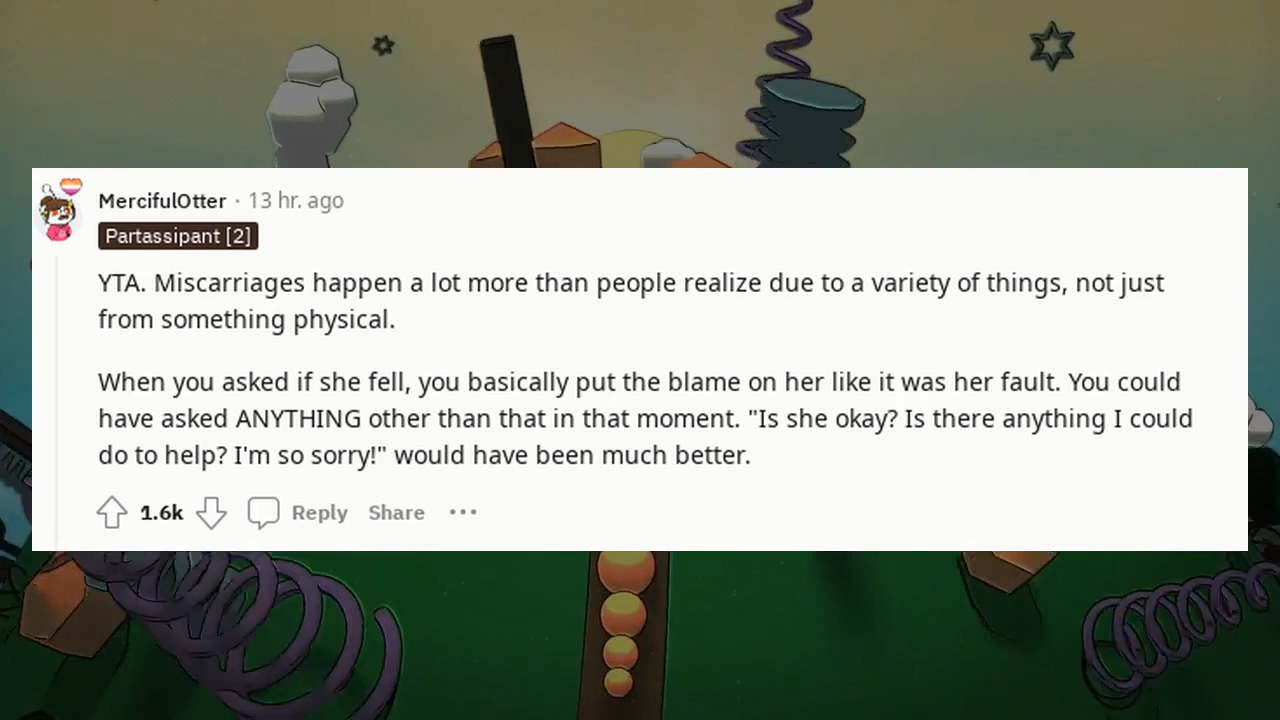 MercifulOtter · 13 hr. ago
Partassipant [2]
YTA. Miscarriages happen a lot more than people realize due to a variety of things, not just
from something physical.
When you asked if she fell, you basically put the blame on her like it was her fault. You could
have asked ANYTHING other than that in that moment. "Is she okay? Is there anything I could
do to help? I'm so sorry!" would have been much better.
1.6k Reply Share